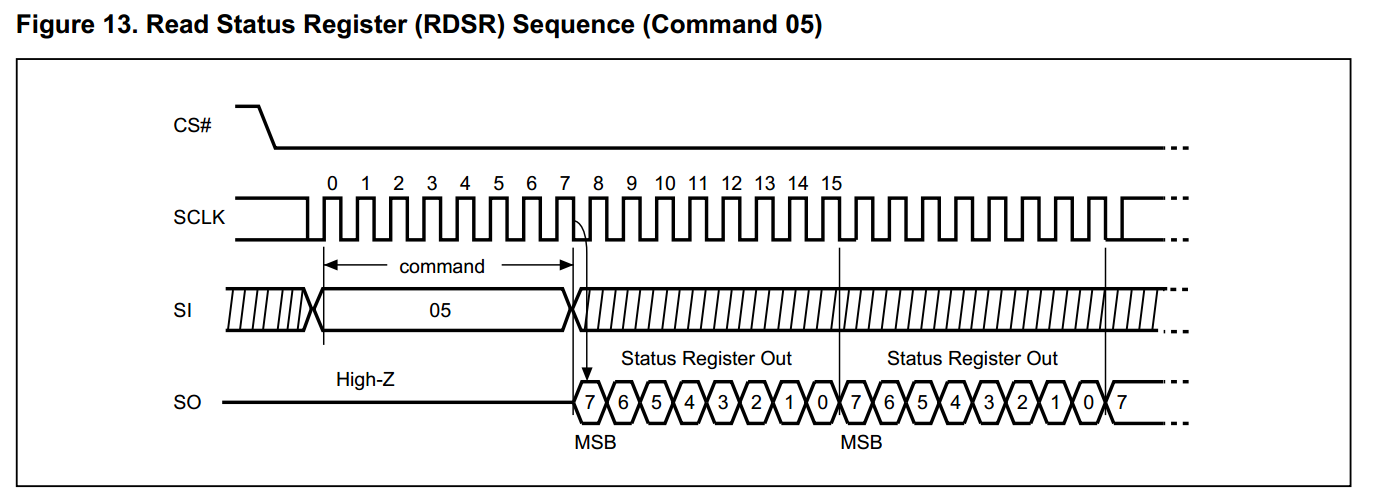 Figure 13. Read Status Register (RDSR) Sequence (Command 05)
CS#
0 1 2 3 4 5 6 7 8 9 10 11 12 13 14 15
SCLK
command
SI
05
Status Register Out Status Register Out
High-Z
SO
7 6 5 4 3 2 1 0 7 6 5 4 3 2 1 0 7
MSB MSB